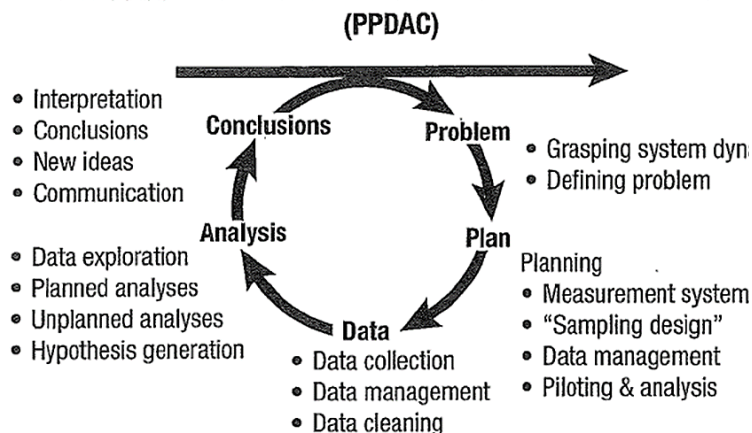 (PPDAC)
• Interpretation
• Conclusions
• New ideas
• Communication
Conclusions
Problem
• Grasping system
• Defining problem
Analysis
Plan
• Data exploration
• Planned analyses
• Unplanned analyses
• Hypothesis generation
Planning
• Measurement system
• “Sampling design”
• Data management
• Piloting & analysis
Data
• Data collection
• Data management
• Data cleaning